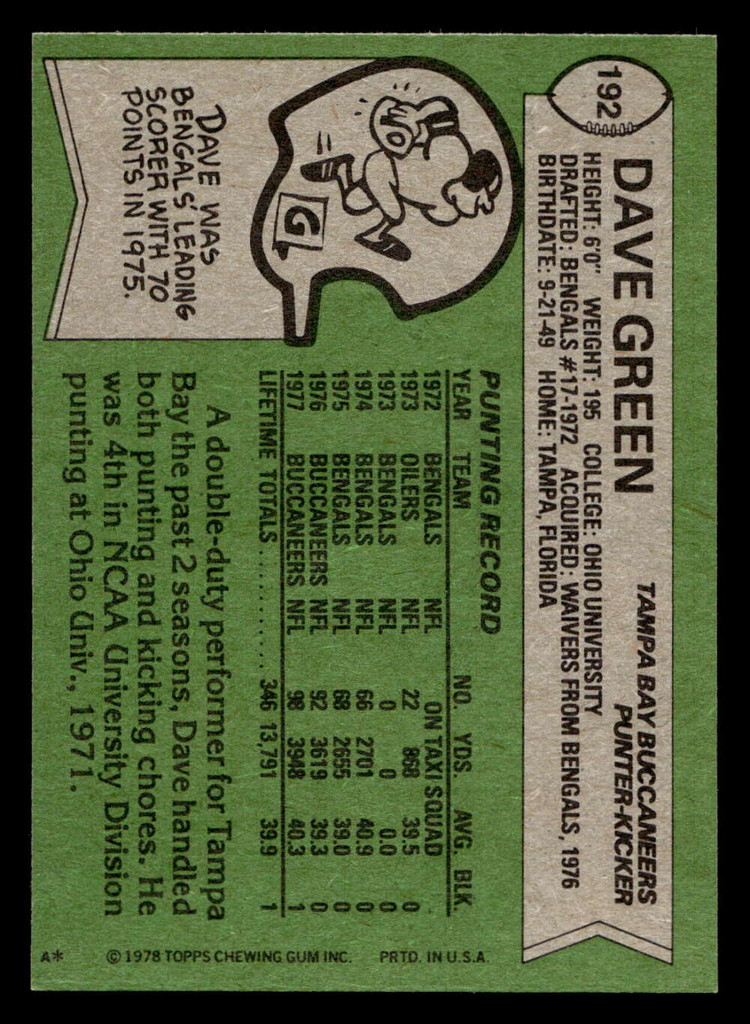 192
DAVE GREEN
TAMPA BAY BUCCANEERS
PUNTER-KICKER
HEIGHT: 6'0" WEIGHT: 195 COLLEGE: OHIO UNIVERSITY
DRAFTED: BENGALS #17-1972 ACQUIRED: WAIVERS FROM BENGALS, 1976
BIRTHDATE: 9-21-49 HOME: TAMPA, FLORIDA
G
DAVE WAS
BENGALS' LEADING
SCORER WITH 70
POINTS IN 1975.
PUNTING RECORD
YEAR TEAM NO. YDS. AVG. BLK.
1972 BENGALS NFL ON TAXI SQUAD
1973 OILERS NFL 22 868 39.5 0
1973 BENGALS NFL 0 0 0.0 0
1974 BENGALS NFL 66 2701 40.9 0
1975 BENGALS NFL 68 2655 39.0 0
1976 BUCCANEERS NFL 92 3619 39.3 0
1977 BUCCANEERS NFL 98 3948 40.3 1
LIFETIME TOTALS . . . . . . . . . . . . 346 13,791 39.9 1
A double-duty performer for Tampa
Bay the past 2 seasons, Dave handled
both punting and kicking chores. He
was 4th in NCAA University Division
punting at Ohio Univ., 1971.
A* © 1978 TOPPS CHEWING GUM INC. PRTD. IN U.S.A.